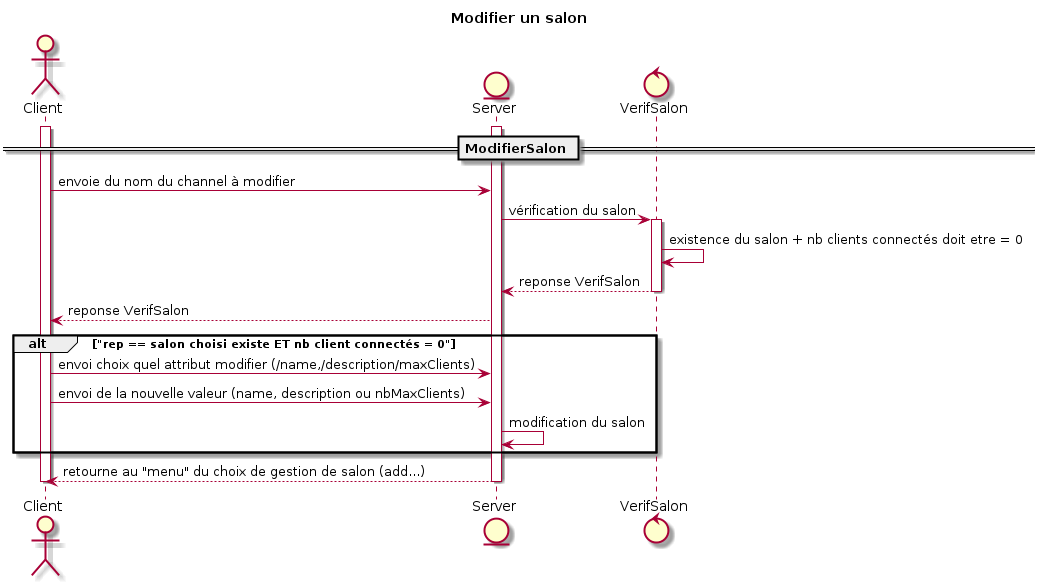 Modifier un salon
Client
Server
VerifSalon
ModifierSalon
envoie du nom du channel à modifier
vérification du salon
existence du salon + nb clients connectés doit etre = 0
reponse VerifSalon
reponse VerifSalon
alt ["rep == salon choisi existe ET nb client connectés = 0"]
envoi choix quel attribut modifier (/name,/description/maxClients)
envoi de la nouvelle valeur (name, description ou nbMaxClients)
modification du salon
retourne au "menu" du choix de gestion de salon (add...)
Client
Server
VerifSalon